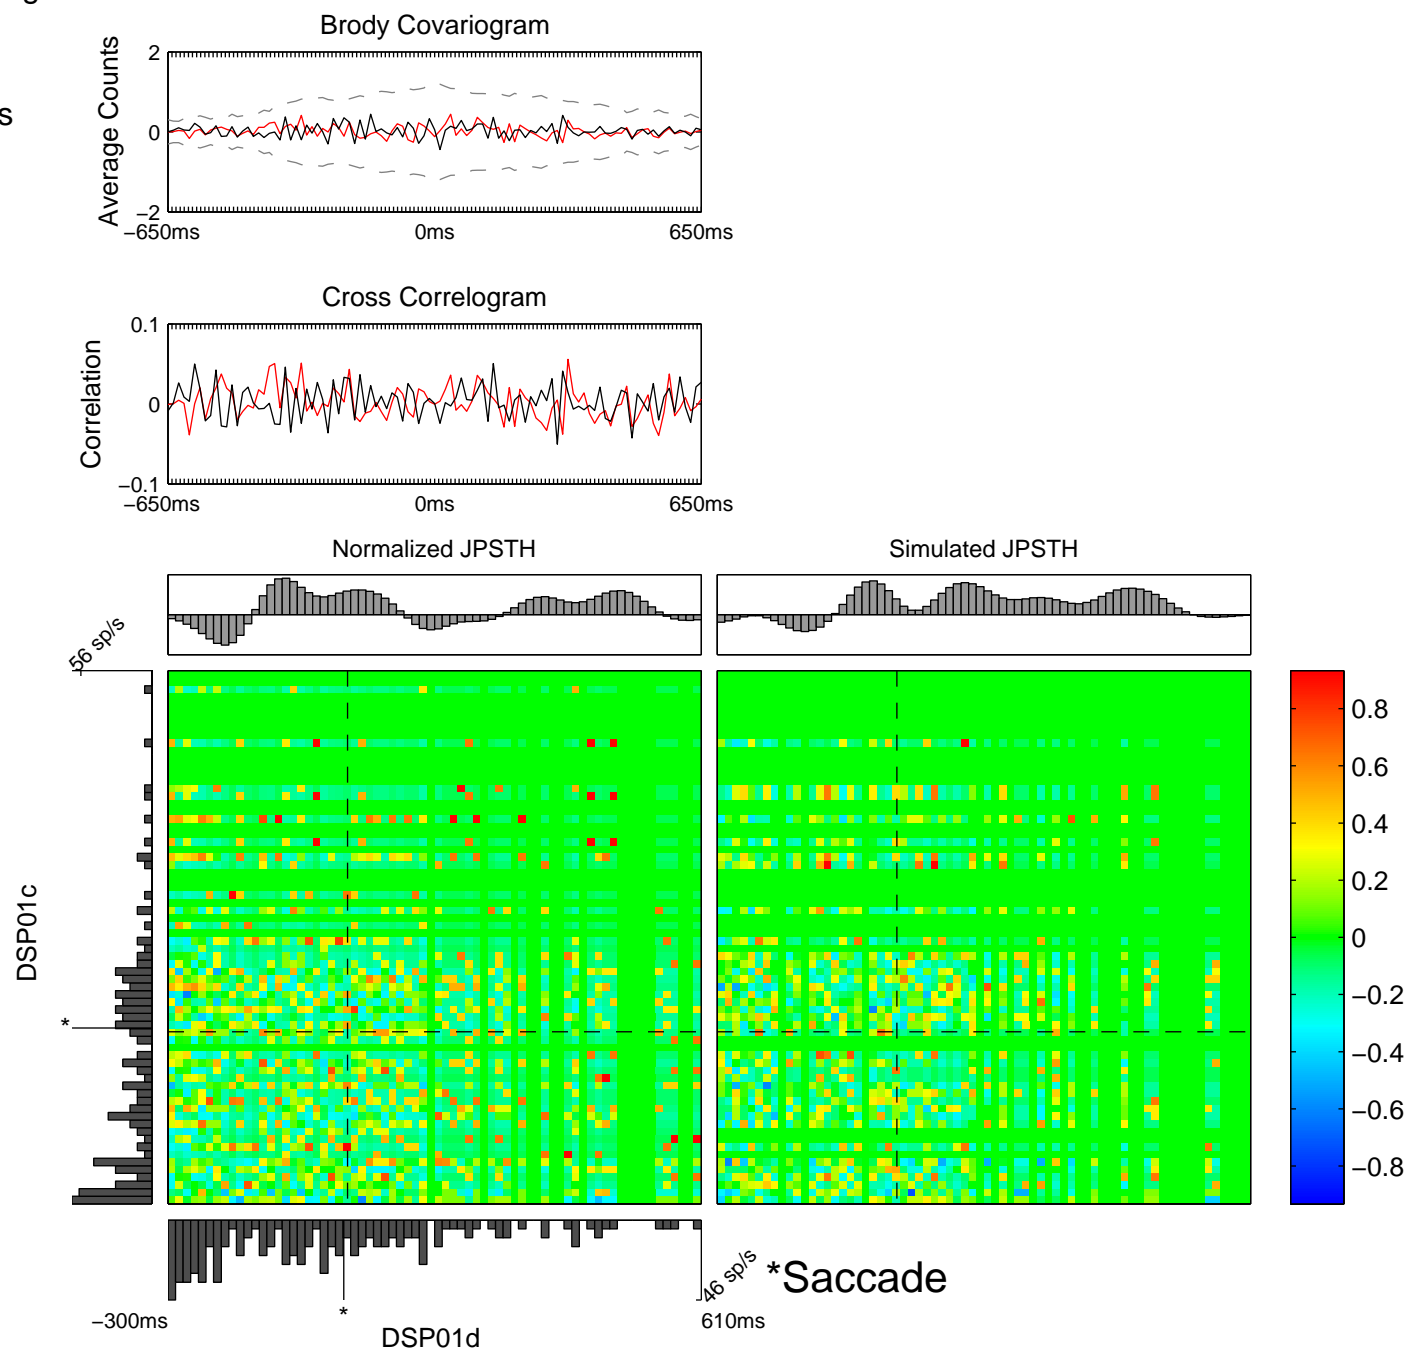 g
Brody Covariogram
Average Counts
2
0
−2
s
−650ms
0ms
650ms
Cross Correlogram
Correlation
0.1
0
−0.1
−650ms
0ms
650ms
Normalized JPSTH
Simulated JPSTH
56 sp/s
DSP01c
*
0.8
0.6
0.4
0.2
0
−0.2
−0.4
−0.6
−0.8
46 sp/s
*Saccade
*
−300ms
610ms
DSP01d